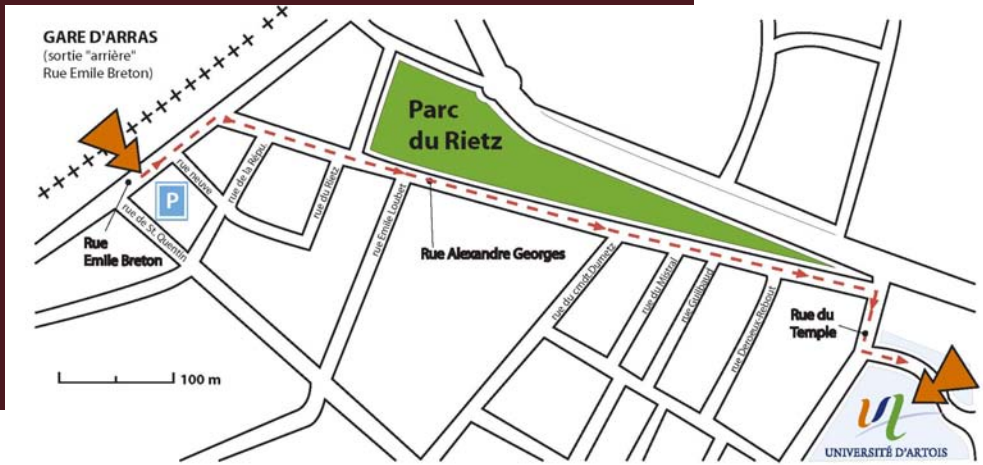 GARE D'ARRAS
(sortie "arrière"
Rue Emile Breton)
Parc
du Rietz
P
rue neuve
rue de la Répu.
rue du Rietz
rue de St. Quentin
Rue
Emile Breton
rue Emile Loubet
Rue Alexandre Georges
rue du cmdt Dumetz
rue du Mistral
rue Guilbaud
rue Deroeux-Rebout
Rue du
Temple
100 m
UNIVERSITÉ D'ARTOIS